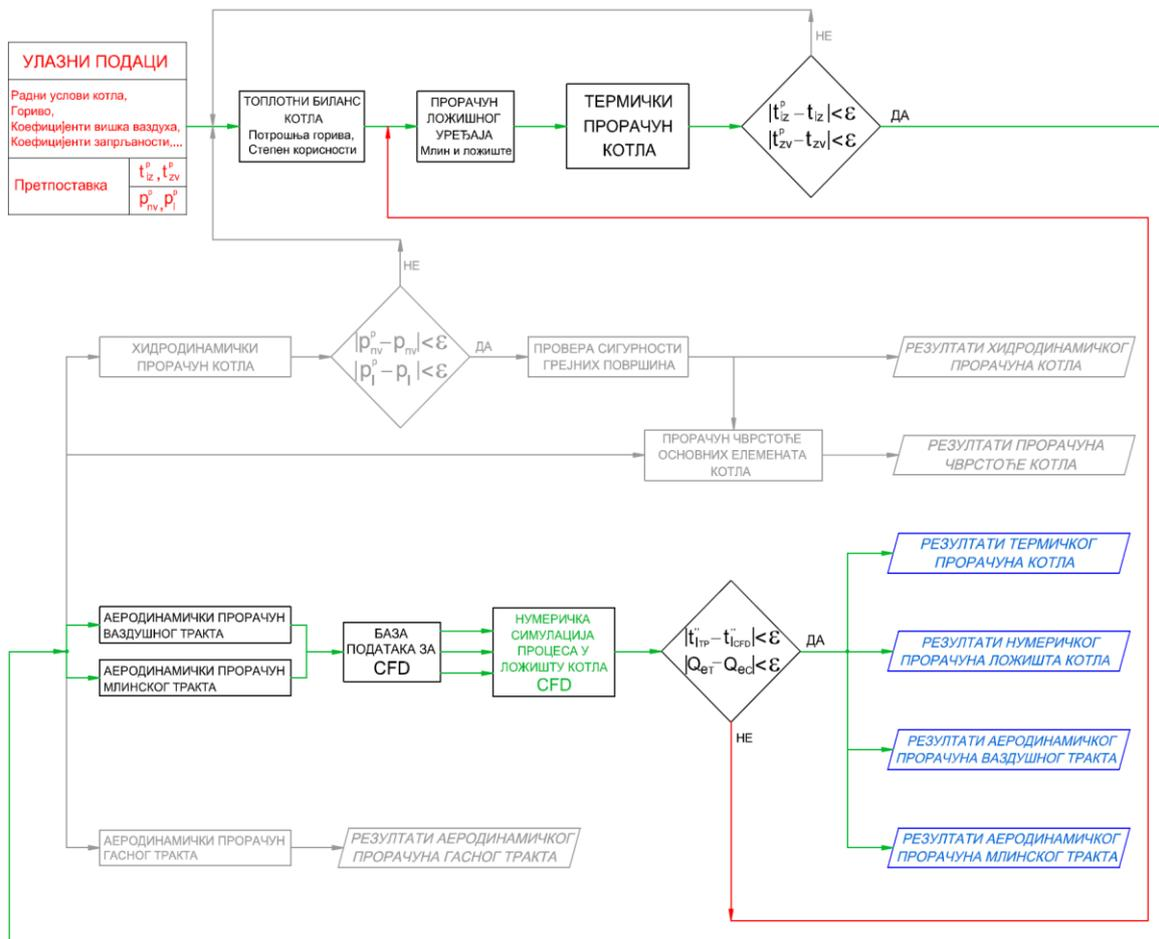 НЕ
УЛАЗНИ ПОДАЦИ
Радни услови котла,
Гориво,
Коефицијенти вишка ваздуха,
Коефицијенти запрљаности,...
Претпоставка
t_iz^p, t_zv^p
p_nv^p, p_l^p
ТОПЛОТНИ БИЛАНС
КОТЛА
Потрошња горива,
Степен корисности
ПРОРАЧУН
ЛОЖИШНОГ
УРЕЂАЈА
Млин и ложиште
ТЕРМИЧКИ
ПРОРАЧУН
КОТЛА
|t_iz^p – t_iz|<ε
|t_zv^p – t_zv|<ε
ДА
НЕ
ХИДРОДИНАМИЧКИ
ПРОРАЧУН КОТЛА
|p_nv^p – p_nv|<ε
|p_l^p – p_l|<ε
ДА
ПРОВЕРА СИГУРНОСТИ
ГРЕЈНИХ ПОВРШИНА
РЕЗУЛТАТИ ХИДРОДИНАМИЧКОГ
ПРОРАЧУНА КОТЛА
ПРОРАЧУН ЧВРСТОЋЕ
ОСНОВНИХ ЕЛЕМЕНАТА
КОТЛА
РЕЗУЛТАТИ ПРОРАЧУНА
ЧВРСТОЋЕ КОТЛА
РЕЗУЛТАТИ ТЕРМИЧКОГ
ПРОРАЧУНА КОТЛА
АЕРОДИНАМИЧКИ ПРОРАЧУН
ВАЗДУШНОГ ТРАКТА
АЕРОДИНАМИЧКИ ПРОРАЧУН
МЛИНСКОГ ТРАКТА
БАЗА
ПОДАТАКА ЗА
CFD
НУМЕРИЧКА
СИМУЛАЦИЈА
ПРОЦЕСА У
ЛОЖИШТУ КОТЛА
CFD
|t"_lTP – t"_lCFD|<ε
|Q_eT – Q_eC|<ε
ДА
НЕ
РЕЗУЛТАТИ НУМЕРИЧКОГ
ПРОРАЧУНА ЛОЖИШТА КОТЛА
РЕЗУЛТАТИ АЕРОДИНАМИЧКОГ
ПРОРАЧУНА ВАЗДУШНОГ ТРАКТА
АЕРОДИНАМИЧКИ ПРОРАЧУН
ГАСНОГ ТРАКТА
РЕЗУЛТАТИ АЕРОДИНАМИЧКОГ
ПРОРАЧУНА ГАСНОГ ТРАКТА
РЕЗУЛТАТИ АЕРОДИНАМИЧКОГ
ПРОРАЧУНА МЛИНСКОГ ТРАКТА